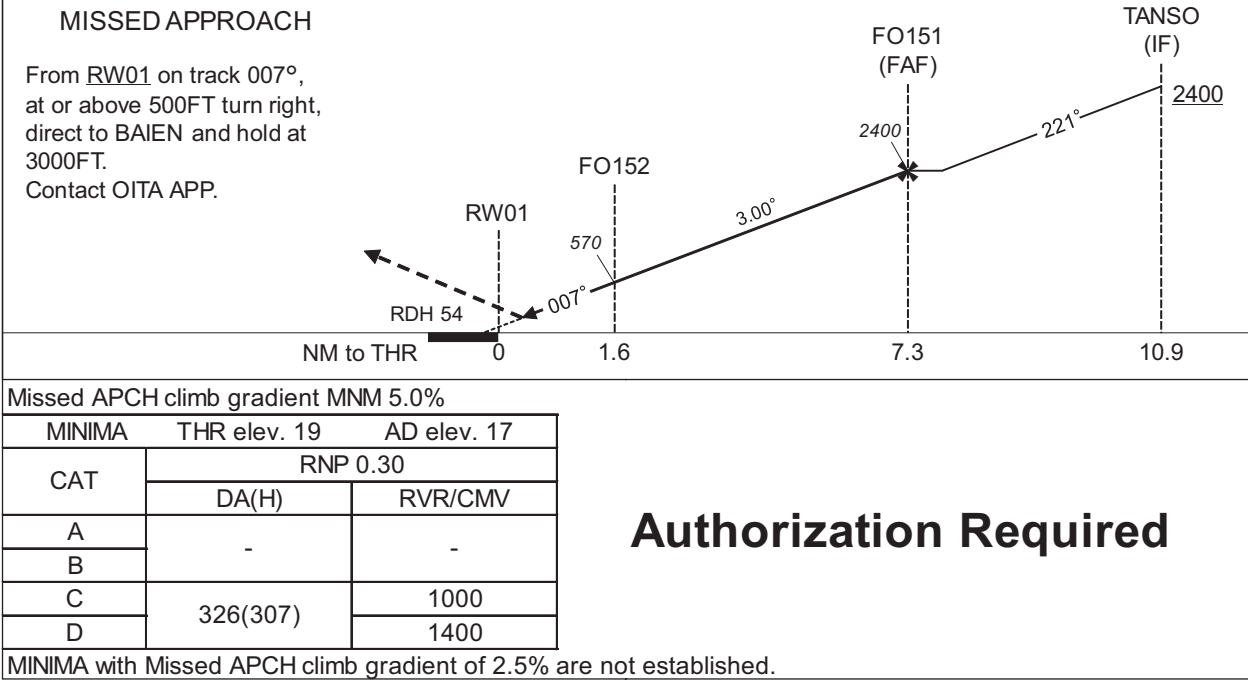 MISSED APPROACH
From RW01 on track 007°,
at or above 500FT turn right,
direct to BAIEN and hold at
3000FT.
Contact OITA APP.
TANSO
(IF)
2400
221°
FO151
(FAF)
2400
3.00°
FO152
570
007°
RW01
RDH 54
NM to THR 0 1.6 7.3 10.9
Missed APCH climb gradient MNM 5.0%
MINIMA THR elev. 19 AD elev. 17
CAT
RNP 0.30
DA(H) RVR/CMV
A
B
- -
C
D
326(307)
1000
1400
Authorization Required
MINIMA with Missed APCH climb gradient of 2.5% are not established.